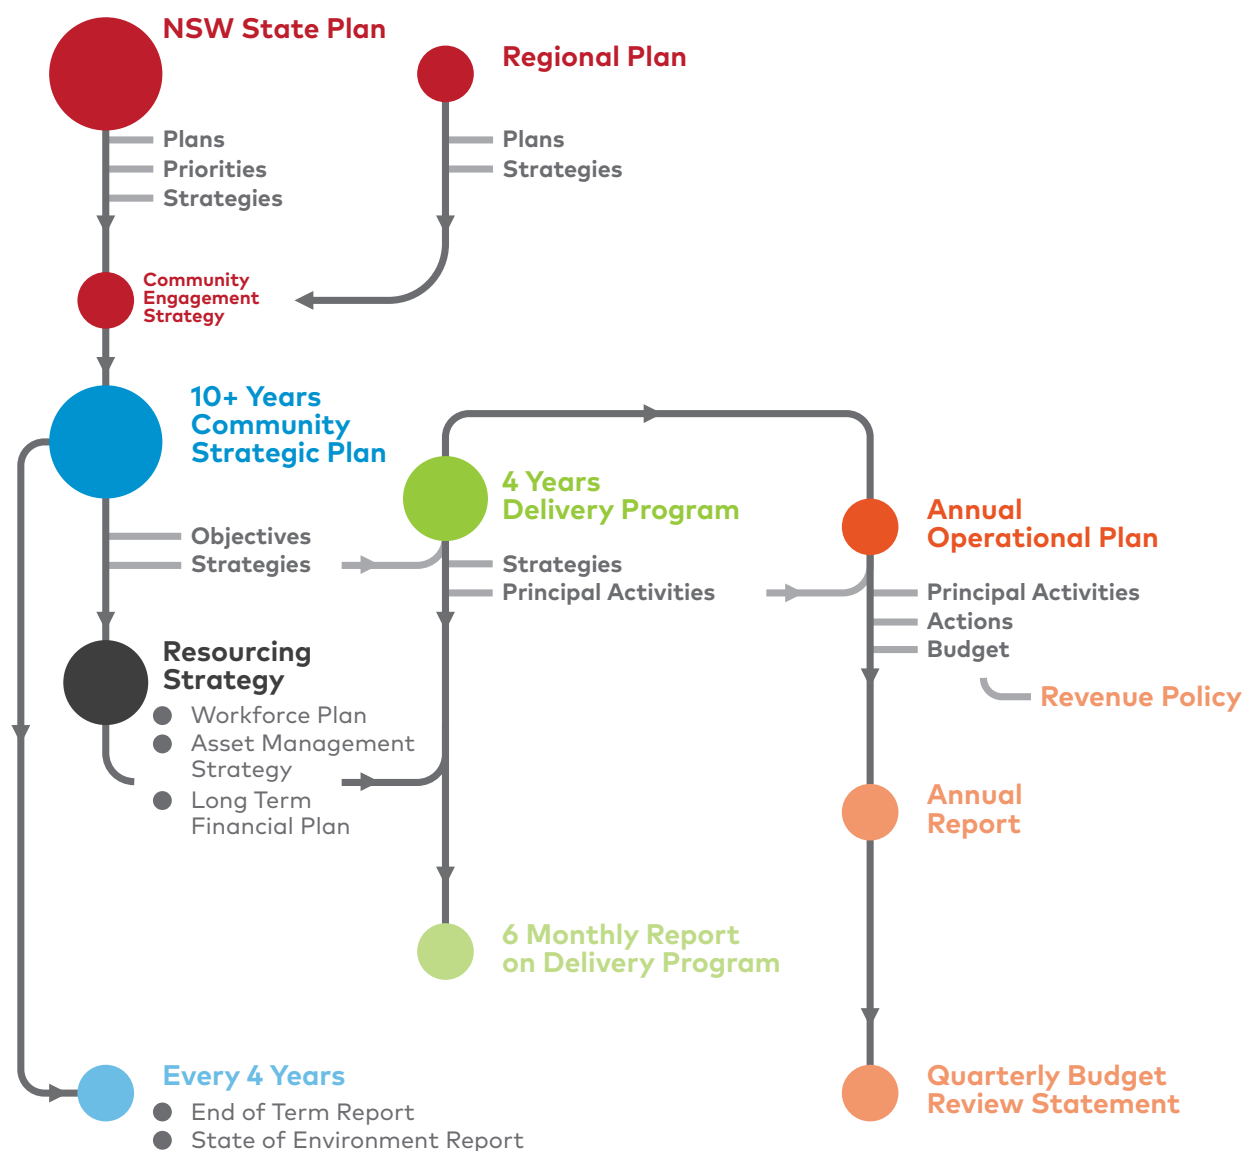 NSW State Plan
Plans
Priorities
Strategies
Regional Plan
Plans
Strategies
Community
Engagement
Strategy
10+ Years
Community
Strategic Plan
Objectives
Strategies
4 Years
Delivery Program
Strategies
Principal Activities
Annual
Operational Plan
Principal Activities
Actions
Budget
Revenue Policy
Resourcing
Strategy
Workforce Plan
Asset Management
Strategy
Long Term
Financial Plan
Annual
Report
6 Monthly Report
on Delivery Program
Every 4 Years
End of Term Report
State of Environment Report
Quarterly Budget
Review Statement